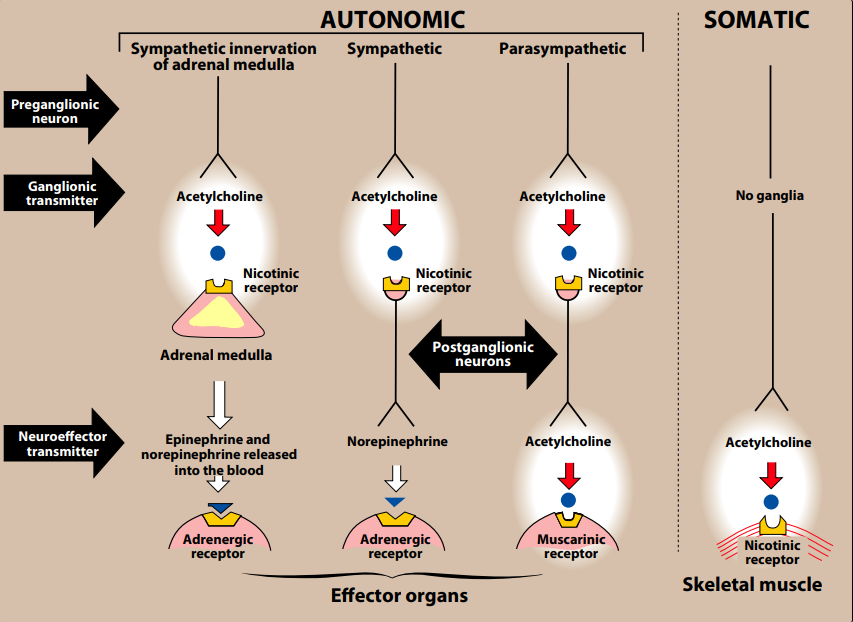 AUTONOMIC
SOMATIC
Sympathetic innervation
of adrenal medulla
Sympathetic
Parasympathetic
Preganglionic
neuron
Ganglionic
transmitter
Acetylcholine
Acetylcholine
Acetylcholine
No ganglia
Nicotinic
receptor
Nicotinic
receptor
Nicotinic
receptor
Adrenal medulla
Postganglionic
neurons
Neuroeffector
transmitter
Epinephrine and
norepinephrine released
into the blood
Norepinephrine
Acetylcholine
Acetylcholine
Adrenergic
receptor
Adrenergic
receptor
Muscarinic
receptor
Nicotinic
receptor
Effector organs
Skeletal muscle